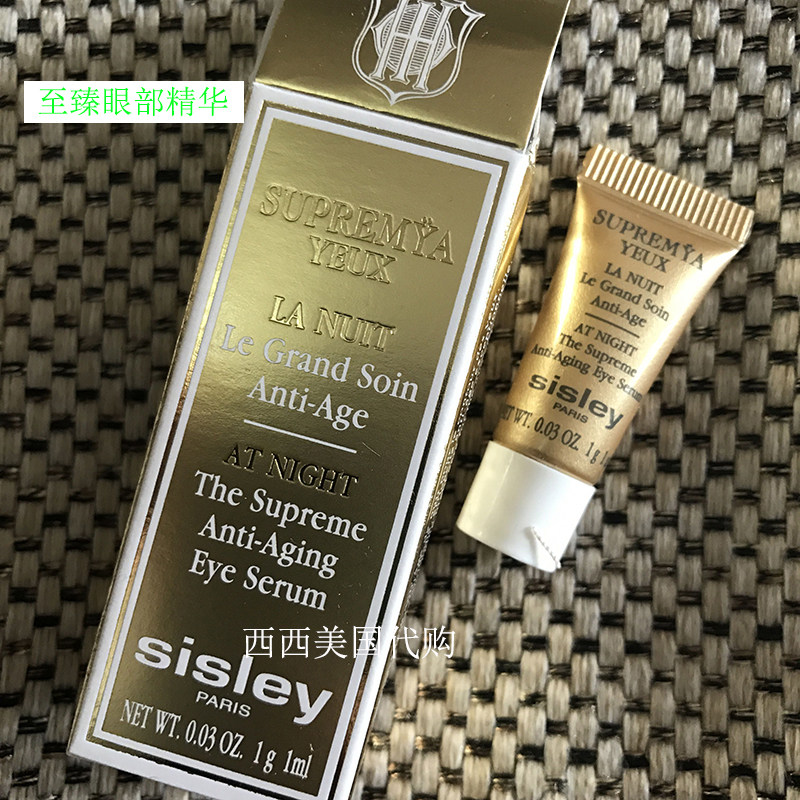 至臻眼部精华
SUPREMŸA
YEUX
LA NUIT
Le Grand Soin
Anti-Age
AT NIGHT
The Supreme
Anti-Aging
Eye Serum
西西美国代购
sisley
PARIS
NET WT. 0.03 OZ. 1g 1ml
SUPREMŸA
YEUX
LA NUIT
Le Grand Soin
Anti-Age
AT NIGHT
The Supreme
Anti-Aging Eye Serum
sisley
PARIS
NET WT. 0.03 OZ. 1g